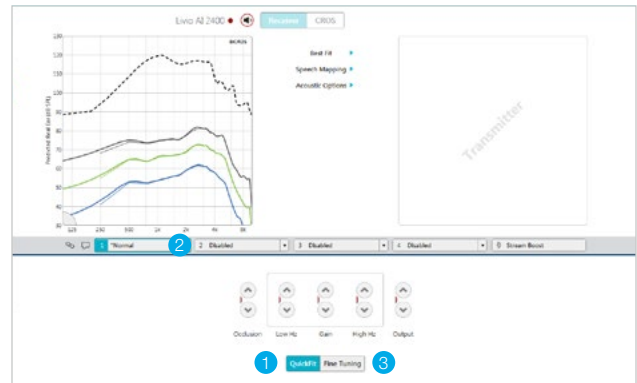 Livio AI 2400 Receiver CROS
130
120
110
100
90
80
70
60
50
40
30
BiCROS
Predicted Real Ear (dB SPL)
125 250 500 1k 2k 4k 8k
Best Fit
Speech Mapping
Acoustic Options
Transmitter
1 *Normal 2 2 Disabled 3 Disabled 4 Disabled Stream Boost
Occlusion Low Hz Gain High Hz Output
1 QuickFit Fine Tuning 3